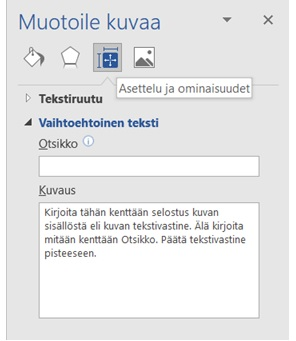 Muotoile kuvaa
Asettelu ja ominaisuudet
Tekstiruutu
Vaihtoehtoinen teksti
Otsikko
Kuvaus
Kirjoita tähän kenttään selostus kuvan
sisällöstä eli kuvan tekstivastine. Älä kirjoita
mitään kenttään Otsikko. Päätä tekstivastine
pisteeseen.